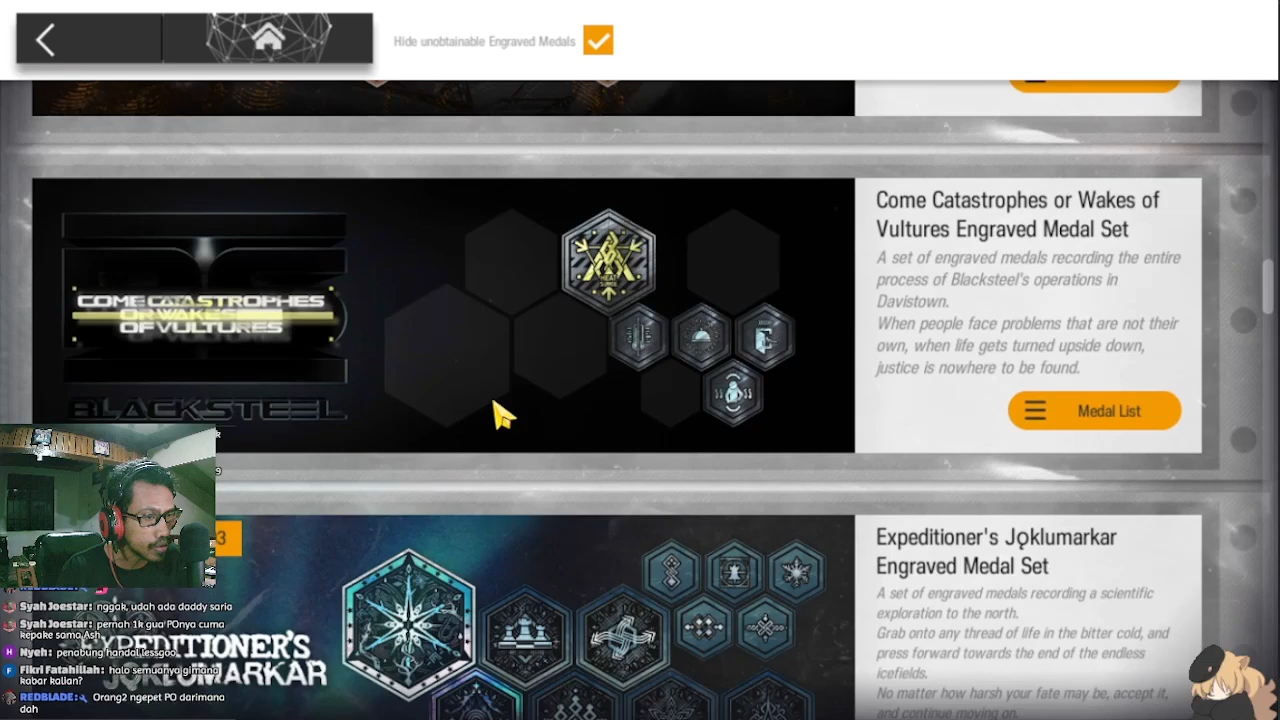 Hide unobtainable Engraved Medals
COME CATASTROPHES
OR WAKES
OF VULTURES
BLACKSTEEL
Come Catastrophes or Wakes of
Vultures Engraved Medal Set
A set of engraved medals recording the entire
process of Blacksteel's operations in
Davistown.
When people face problems that are not their
own, when life gets turned upside down,
justice is nowhere to be found.
Medal List
3
EXPEDITIONER'S
JOKLUMARKAR
Expeditioner's Jǫklumarkar
Engraved Medal Set
A set of engraved medals recording a scientific
exploration to the north.
Grab onto any thread of life in the bitter cold, and
press forward towards the end of the endless
icefields.
No matter how harsh your fate may be, accept it,
and continue moving on.
Syah Joestar: nggak, udah ada daddy saria
Syah Joestar: pernah 1k gua POnya cuma
kepake sama Ash
Nyeh: penabung handal lessgoo
Fikri Fatahillah: halo semuanya gimana
kabar kalian?
REDBLADE: Orang2 ngepet PO darimana
dah